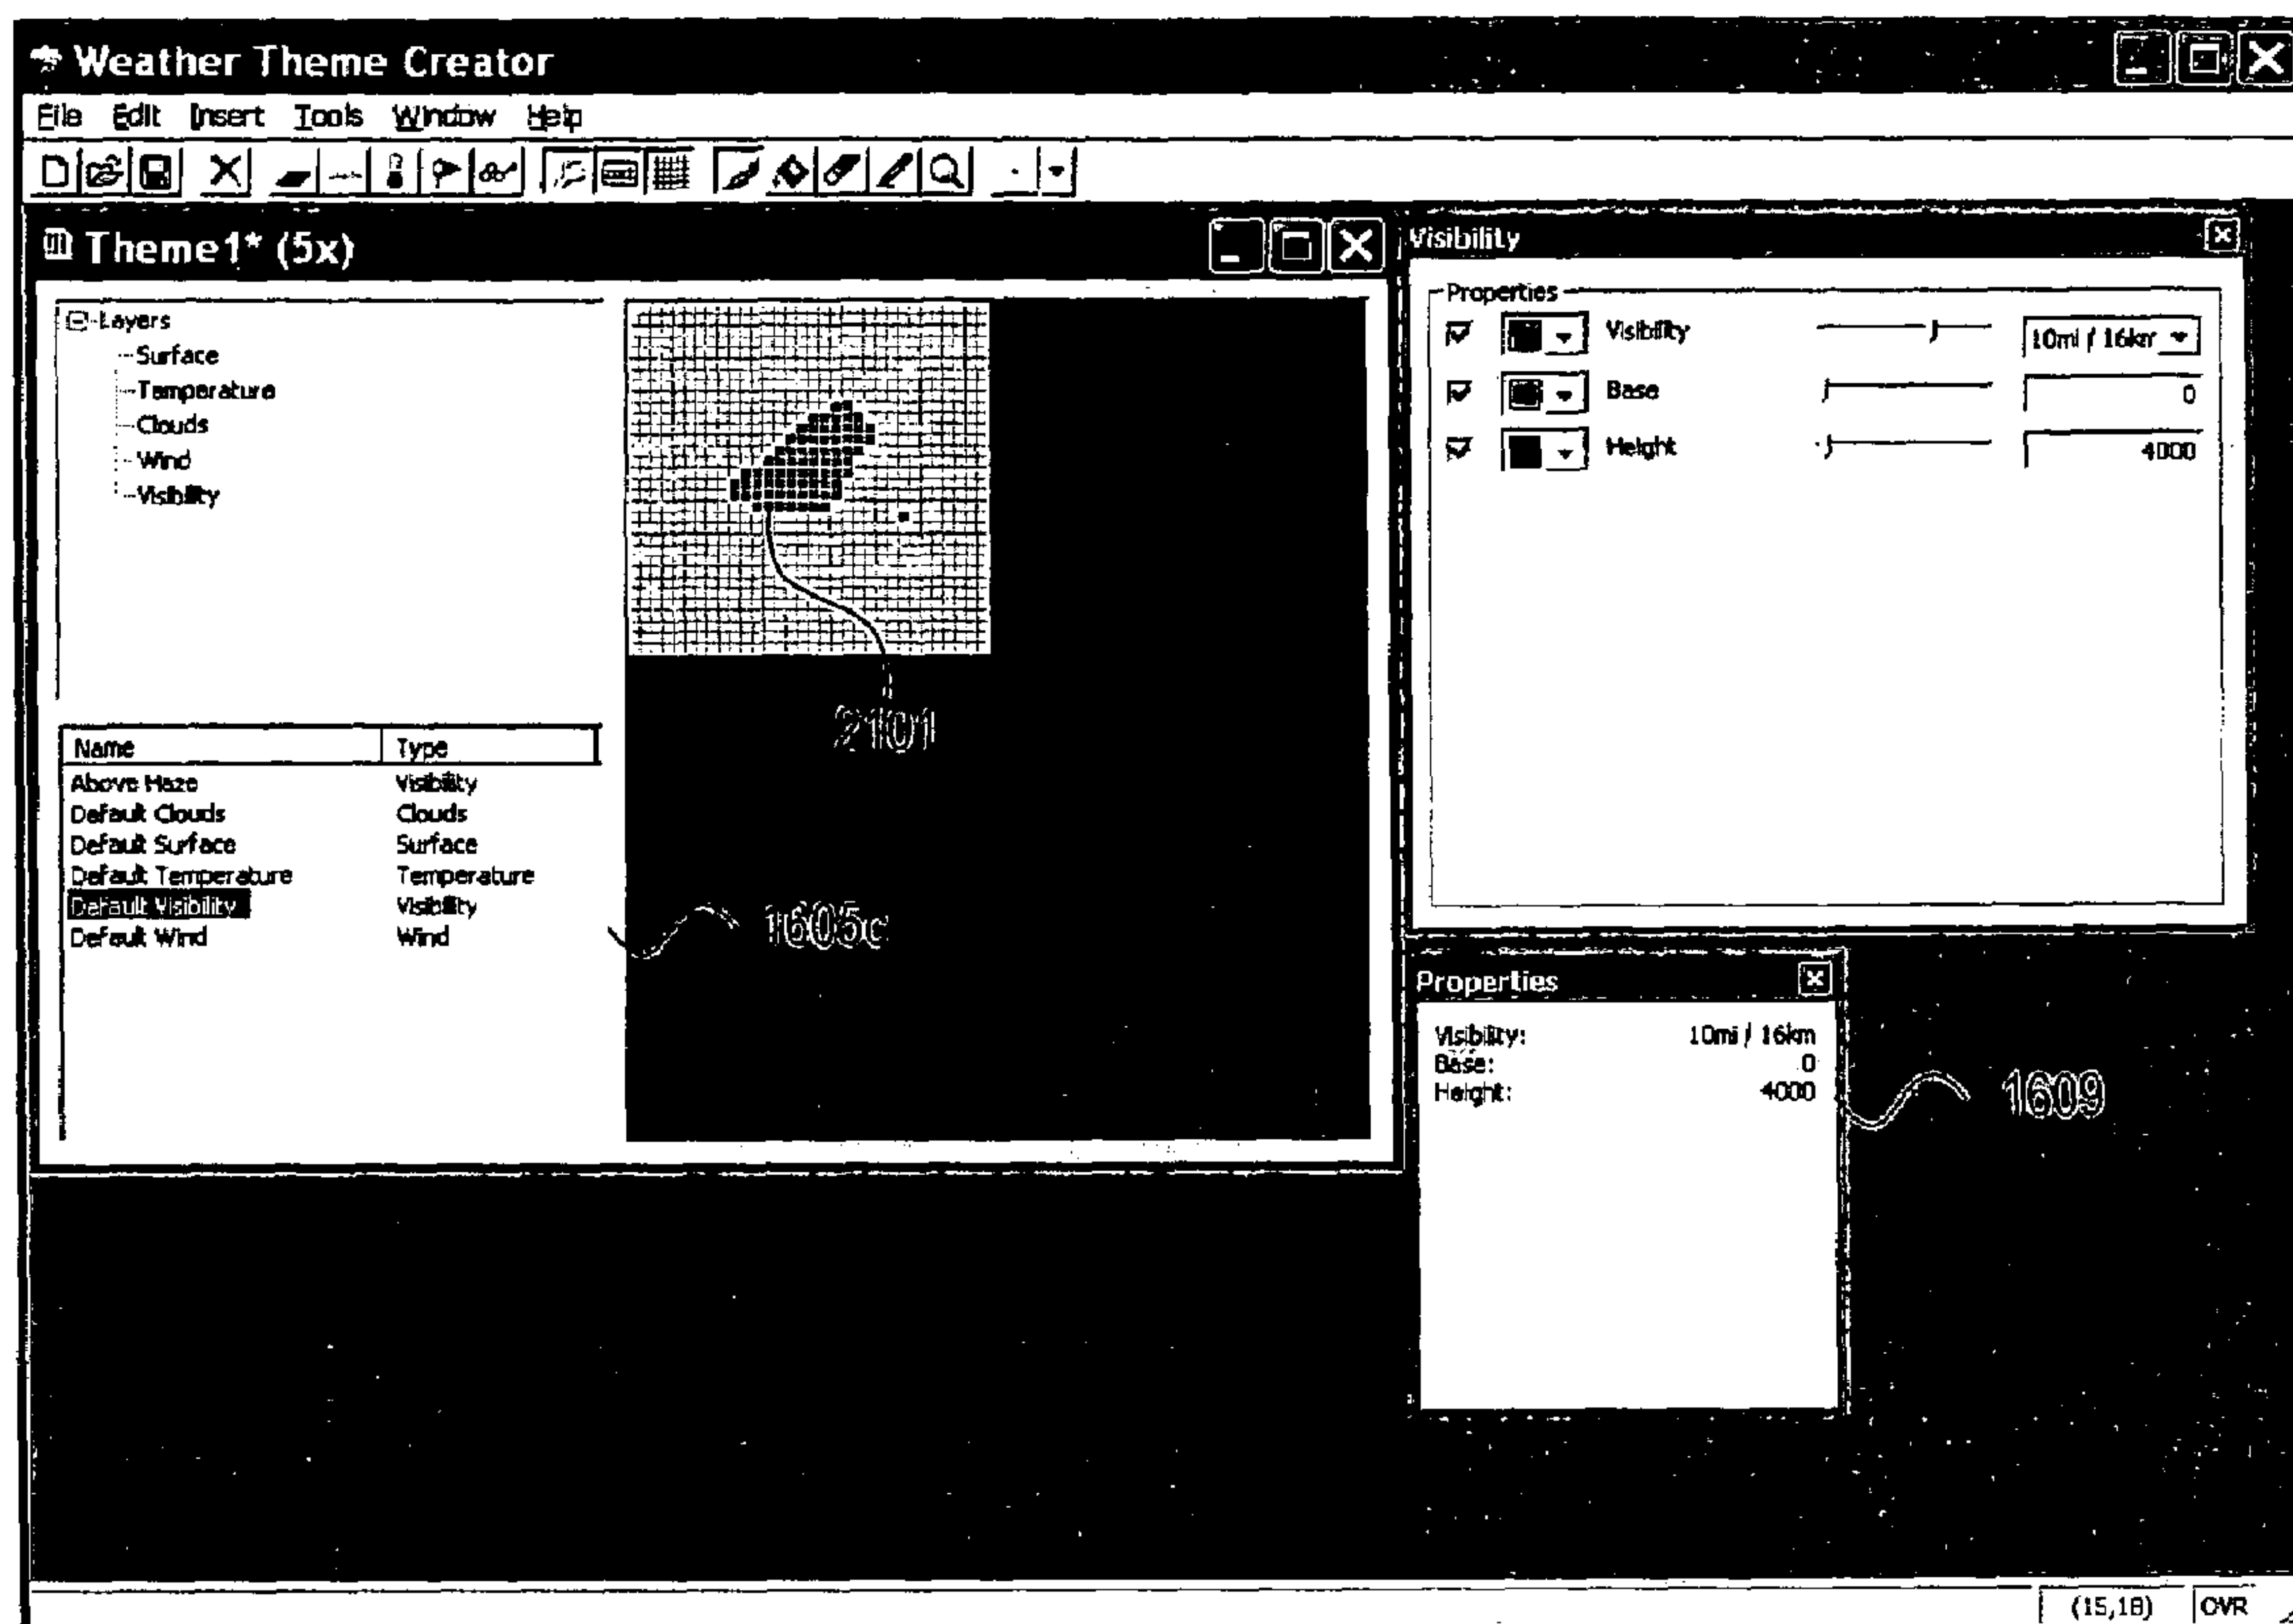 Weather Theme Creator
File Edit Insert Tools Window Help
Theme1* (5x)
Layers
Surface
Temperature
Clouds
Wind
Visibility
2101
Name Type
Above Haze Visibility
Default Clouds Clouds
Default Surface Surface
Default Temperature Temperature
Default Visibility Visibility
Default Wind Wind
1605c
Visibility
Properties
Visibility 10mi / 16km
Base 0
Height 4000
Properties
Visibility: 10mi / 16km
Base: 0
Height: 4000
1609
(15,18) OVR